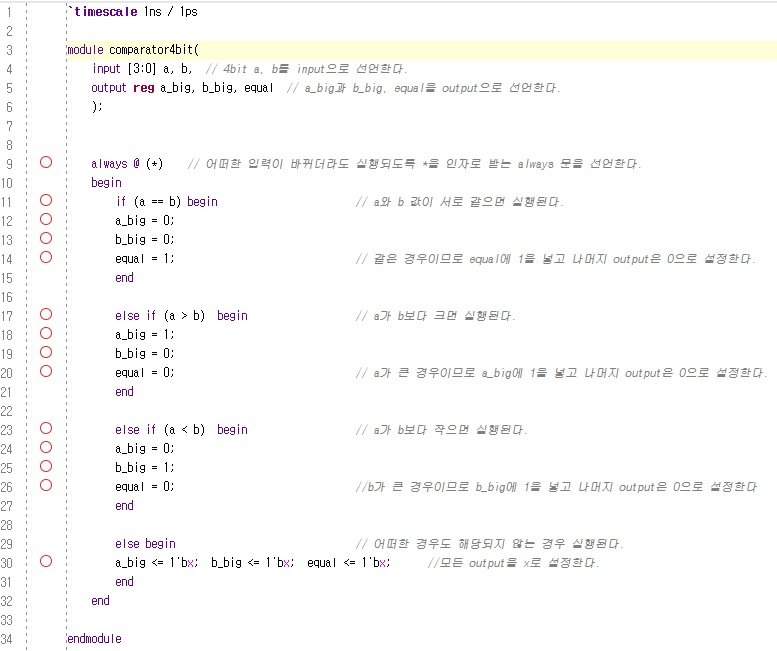 1 `timescale 1ns / 1ps
2
3 module comparator4bit(
4 input [3:0] a, b, // 4bit a, b를 input으로 선언한다.
5 output reg a_big, b_big, equal // a_big과 b_big, equal을 output으로 선언한다.
6 );
7
8
9 always @ (*) // 어떠한 입력이 바뀌더라도 실행되도록 *을 인자로 받는 always 문을 선언한다.
10 begin
11 if (a == b) begin // a와 b 값이 서로 같으면 실행된다.
12 a_big = 0;
13 b_big = 0;
14 equal = 1; // 같은 경우이므로 equal에 1을 넣고 나머지 output은 0으로 설정한다.
15 end
16
17 else if (a > b) begin // a가 b보다 크면 실행된다.
18 a_big = 1;
19 b_big = 0;
20 equal = 0; // a가 큰 경우이므로 a_big에 1을 넣고 나머지 output은 0으로 설정한다.
21 end
22
23 else if (a < b) begin // a가 b보다 작으면 실행된다.
24 a_big = 0;
25 b_big = 1;
26 equal = 0; //b가 큰 경우이므로 b_big에 1을 넣고 나머지 output은 0으로 설정한다
27 end
28
29 else begin // 어떠한 경우도 해당되지 않는 경우 실행된다.
30 a_big <= 1'bx; b_big <= 1'bx; equal <= 1'bx; //모든 output을 x로 설정한다.
31 end
32 end
33
34 endmodule